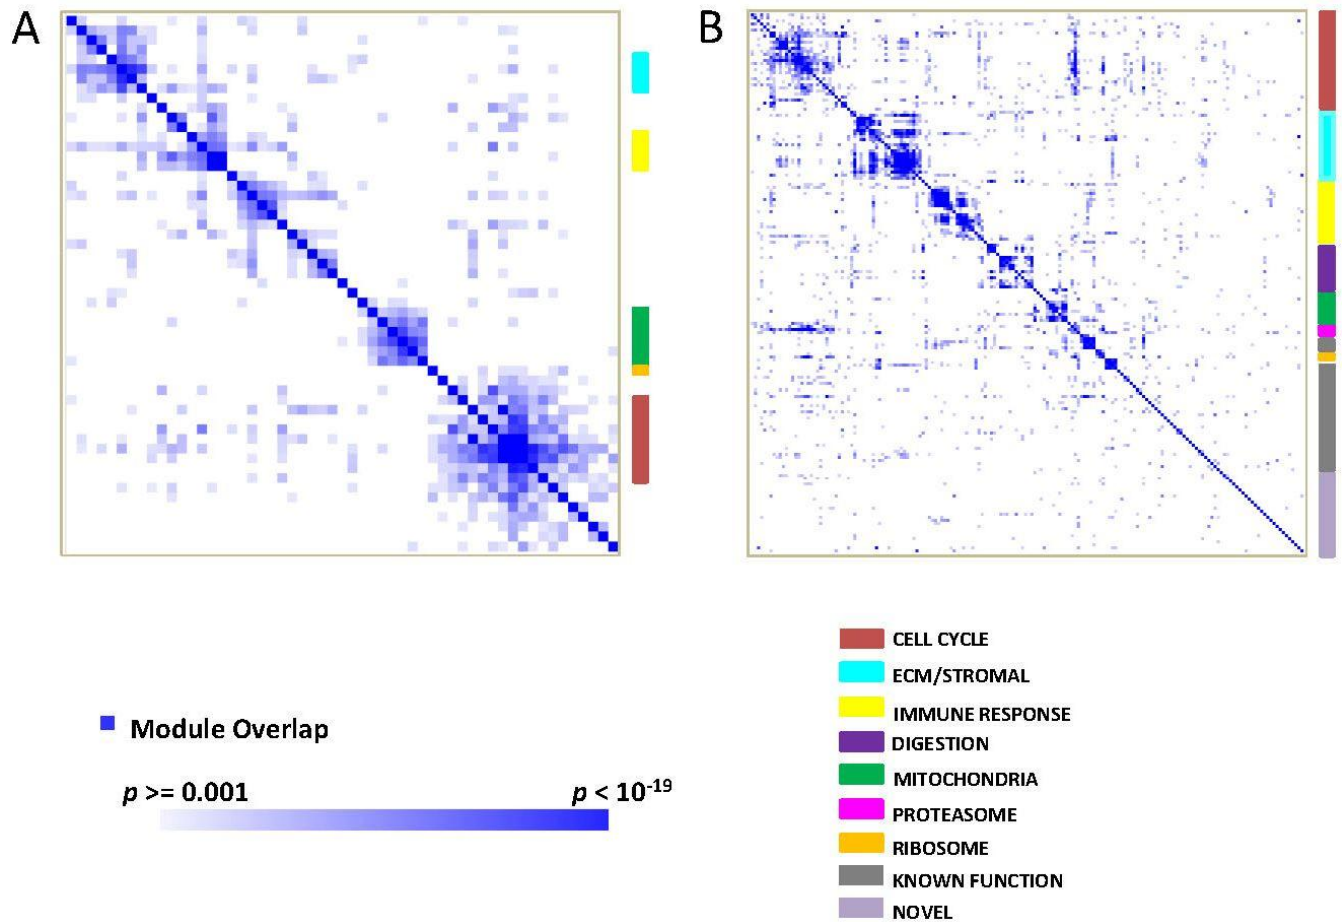 A
B
Module Overlap
p >= 0.001
p < 10-19
CELL CYCLE
ECM/STROMAL
IMMUNE RESPONSE
DIGESTION
MITOCHONDRIA
PROTEASOME
RIBOSOME
KNOWN FUNCTION
NOVEL